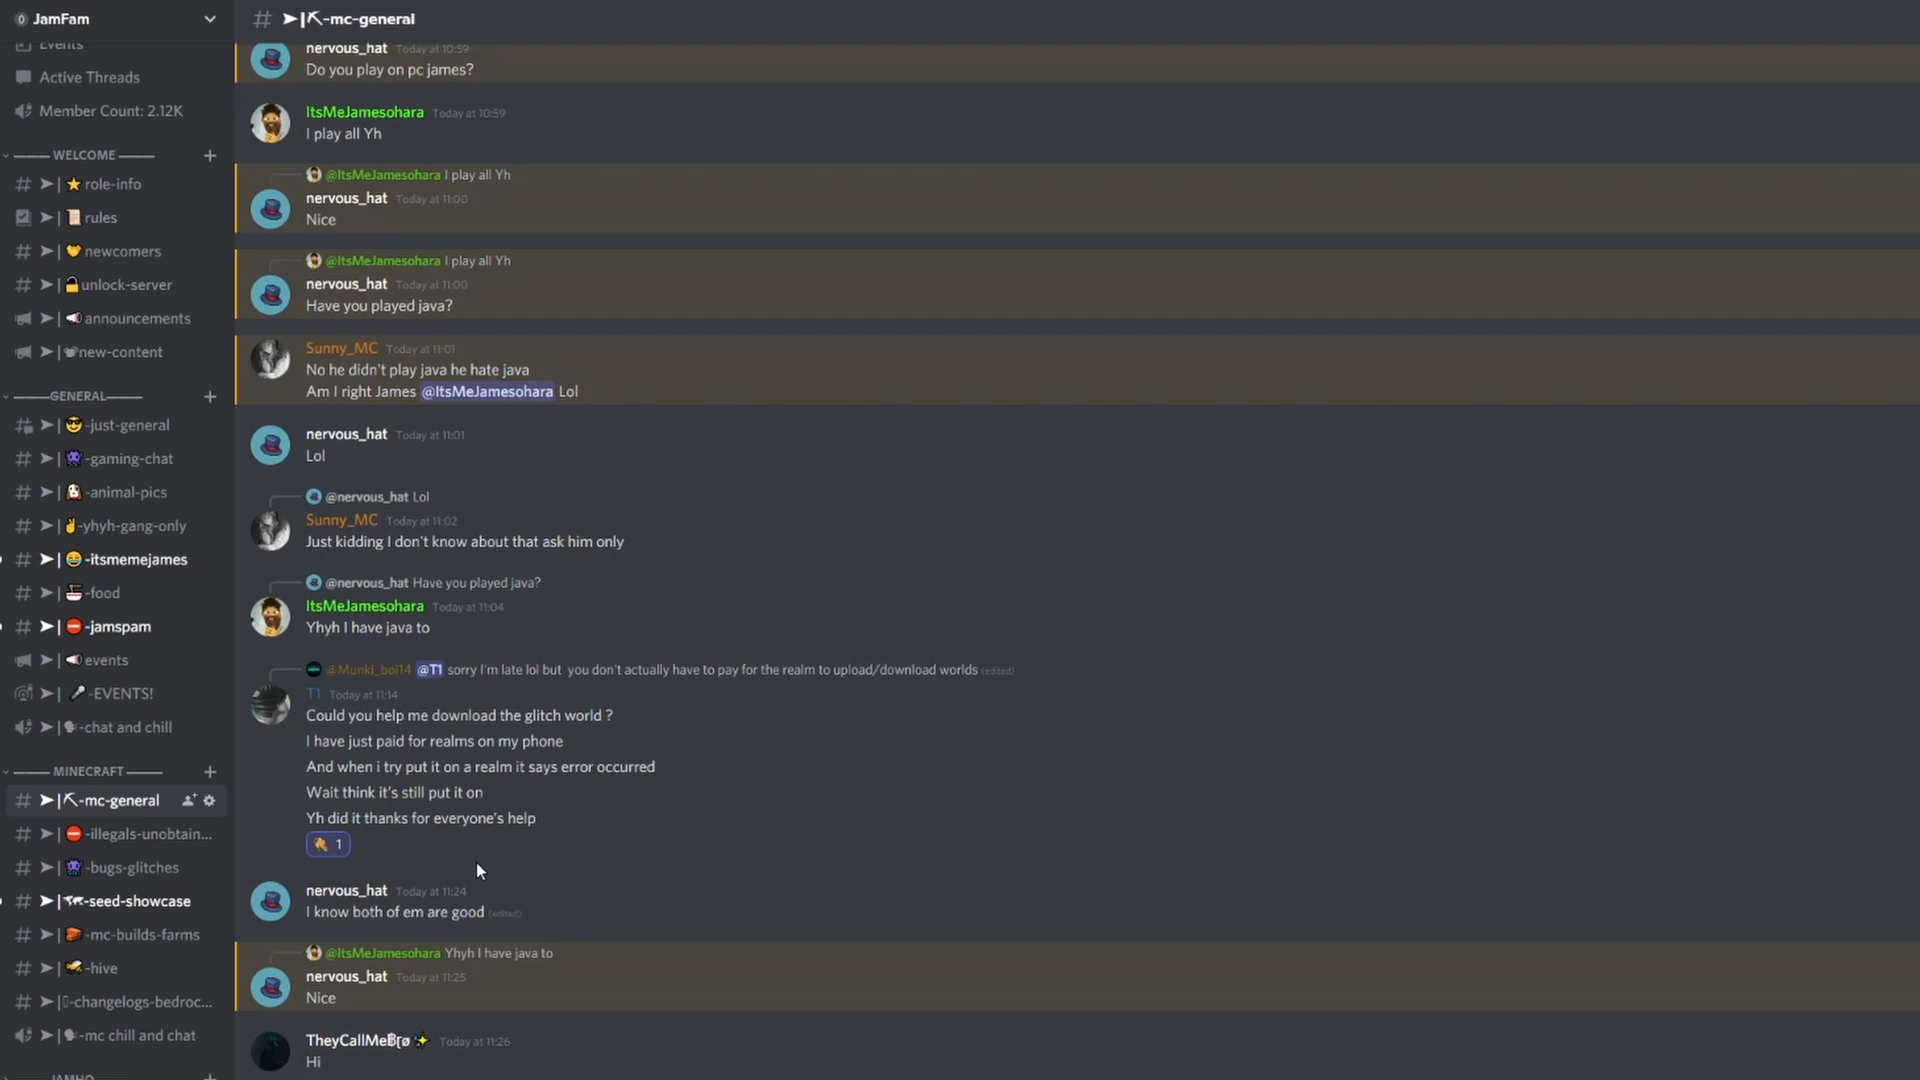 JamFam
Events
Active Threads
Member Count: 2.12K
WELCOME
role-info
rules
newcomers
unlock-server
announcements
new-content
GENERAL
-just-general
-gaming-chat
-animal-pics
-yhyh-gang-only
-itsmemejames
-food
-jamspam
events
-EVENTS!
-chat and chill
MINECRAFT
-mc-general
-illegals-unobtain...
-bugs-glitches
-seed-showcase
-mc-builds-farms
-hive
-changelogs-bedroc...
-mc chill and chat
# ➤|⛏-mc-general
nervous_hat Today at 10:59
Do you play on pc james?
ItsMeJamesohara Today at 10:59
I play all Yh
@ItsMeJamesohara I play all Yh
nervous_hat Today at 11:00
Nice
@ItsMeJamesohara I play all Yh
nervous_hat Today at 11:00
Have you played java?
Sunny_MC Today at 11:01
No he didn't play java he hate java
Am I right James @ItsMeJamesohara Lol
nervous_hat Today at 11:01
Lol
@nervous_hat Lol
Sunny_MC Today at 11:02
Just kidding I don't know about that ask him only
@nervous_hat Have you played java?
ItsMeJamesohara Today at 11:04
Yhyh I have java to
@Munki_boi14 @T1 sorry I'm late lol but you don't actually have to pay for the realm to upload/download worlds (edited)
T1 Today at 11:14
Could you help me download the glitch world ?
I have just paid for realms on my phone
And when i try put it on a realm it says error occurred
Wait think it's still put it on
Yh did it thanks for everyone's help
1
nervous_hat Today at 11:24
I know both of em are good (edited)
@ItsMeJamesohara Yhyh I have java to
nervous_hat Today at 11:25
Nice
Today at 11:26
Hi